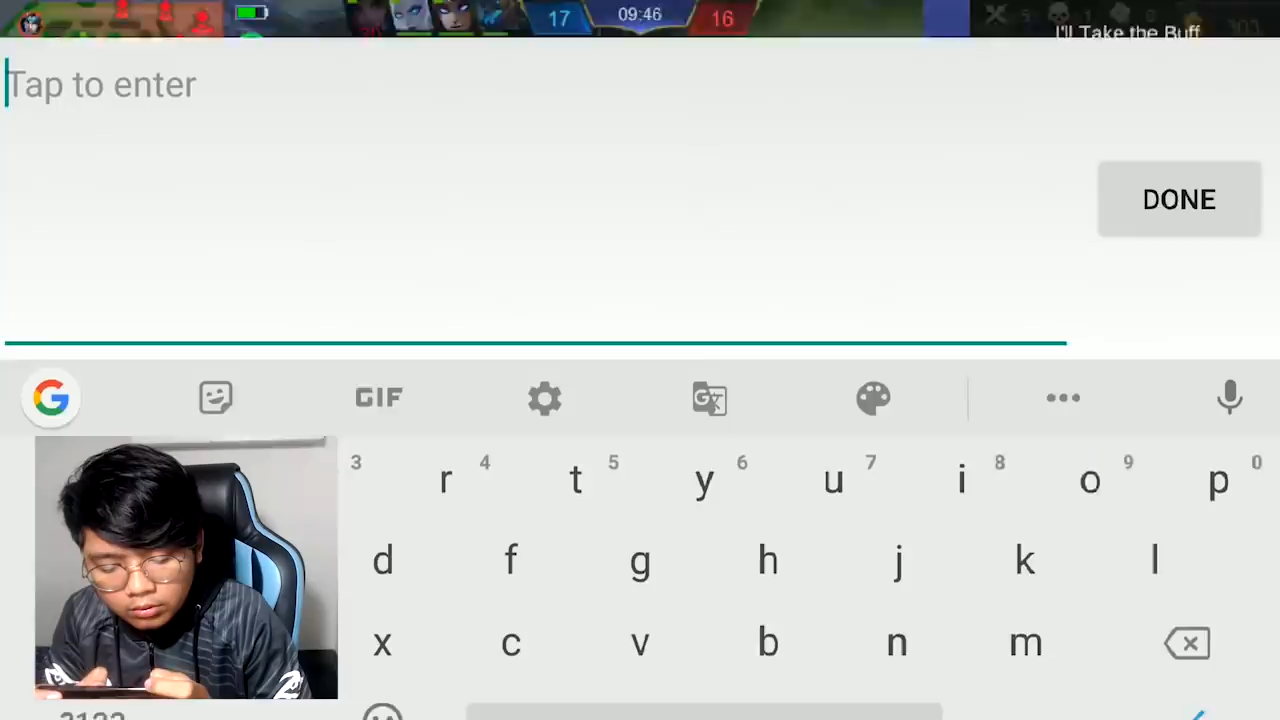 17 09:46 16
I'll Take the Buff
Tap to enter
DONE
G GIF G
3 r 4 t 5 y 6 u 7 i 8 o 9 p 0
d f g h j k l
x c v b n m